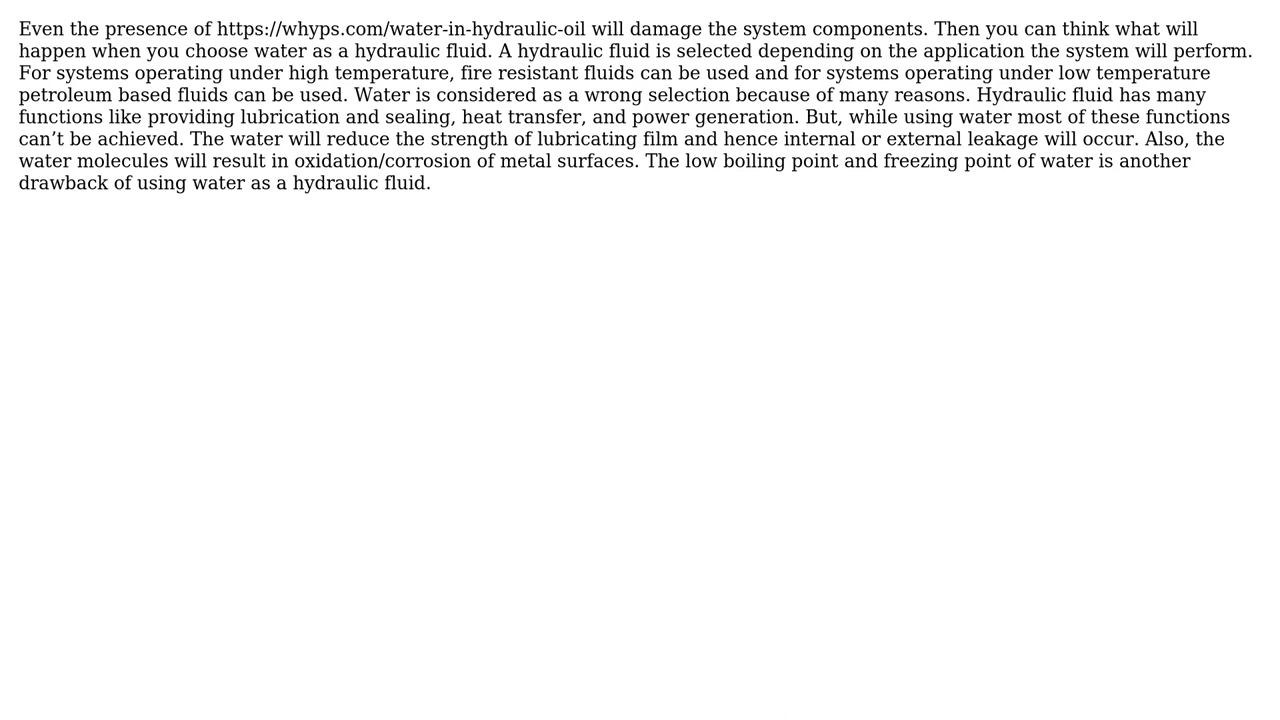 Even the presence of https://whyps.com/water-in-hydraulic-oil will damage the system components. Then you can think what will
happen when you choose water as a hydraulic fluid. A hydraulic fluid is selected depending on the application the system will perform.
For systems operating under high temperature, fire resistant fluids can be used and for systems operating under low temperature
petroleum based fluids can be used. Water is considered as a wrong selection because of many reasons. Hydraulic fluid has many
functions like providing lubrication and sealing, heat transfer, and power generation. But, while using water most of these functions
can’t be achieved. The water will reduce the strength of lubricating film and hence internal or external leakage will occur. Also, the
water molecules will result in oxidation/corrosion of metal surfaces. The low boiling point and freezing point of water is another
drawback of using water as a hydraulic fluid.